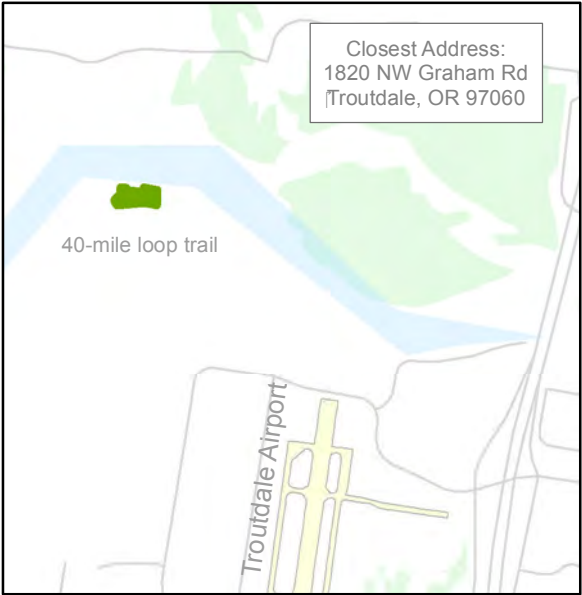 Closest Address:
1820 NW Graham Rd
Troutdale, OR 97060
40-mile loop trail
Troutdale Airport